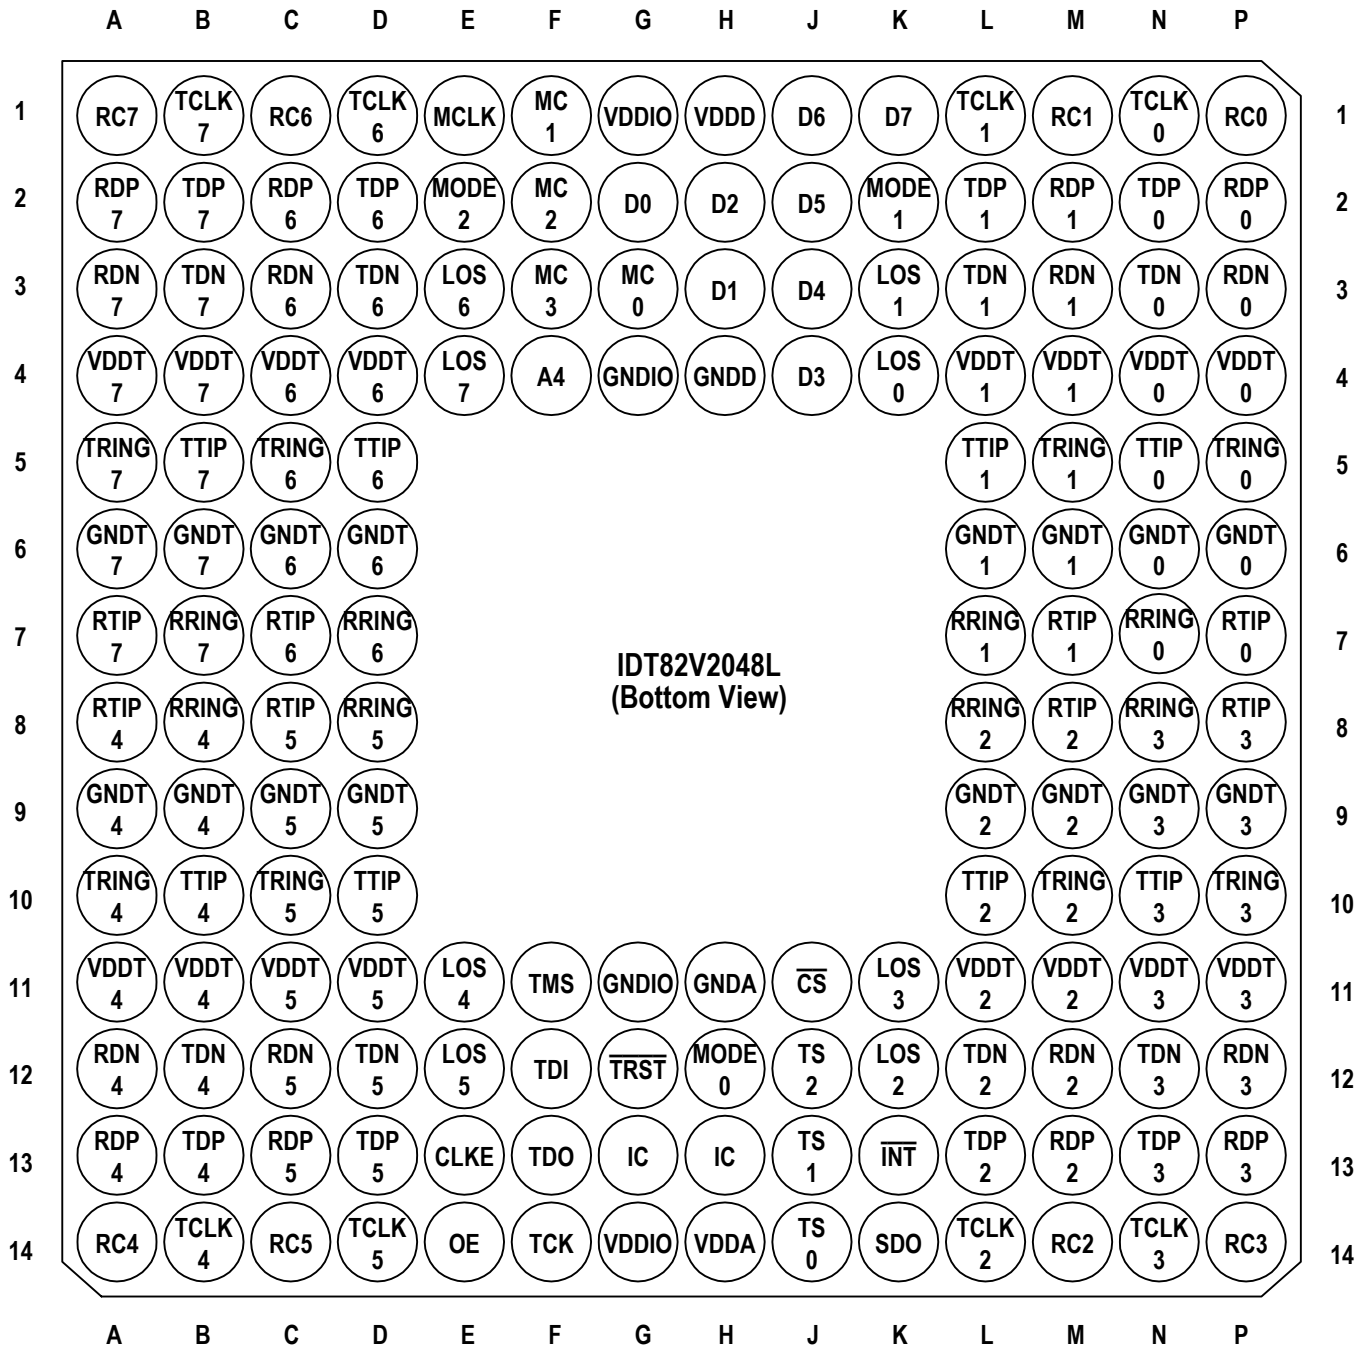 A B C D E F G H J K L M N P
1 RC7 TCLK 7 RC6 TCLK 6 MCLK MC 1 VDDIO VDDD D6 D7 TCLK 1 RC1 TCLK 0 RC0 1
2 RDP 7 TDP 7 RDP 6 TDP 6 MODE 2 MC 2 D0 D2 D5 MODE 1 TDP 1 RDP 1 TDP 0 RDP 0 2
3 RDN 7 TDN 7 RDN 6 TDN 6 LOS 6 MC 3 MC 0 D1 D4 LOS 1 TDN 1 RDN 1 TDN 0 RDN 0 3
4 VDDT 7 VDDT 7 VDDT 6 VDDT 6 LOS 7 A4 GNDIO GNDD D3 LOS 0 VDDT 1 VDDT 1 VDDT 0 VDDT 0 4
5 TRING 7 TTIP 7 TRING 6 TTIP 6 TTIP 1 TRING 1 TTIP 0 TRING 0 5
6 GNDT 7 GNDT 7 GNDT 6 GNDT 6 GNDT 1 GNDT 1 GNDT 0 GNDT 0 6
7 RTIP 7 RRING 7 RTIP 6 RRING 6 RRING 1 RTIP 1 RRING 0 RTIP 0 7
IDT82V2048L
(Bottom View)
8 RTIP 4 RRING 4 RTIP 5 RRING 5 RRING 2 RTIP 2 RRING 3 RTIP 3 8
9 GNDT 4 GNDT 4 GNDT 5 GNDT 5 GNDT 2 GNDT 2 GNDT 3 GNDT 3 9
10 TRING 4 TTIP 4 TRING 5 TTIP 5 TTIP 2 TRING 2 TTIP 3 TRING 3 10
11 VDDT 4 VDDT 4 VDDT 5 VDDT 5 LOS 4 TMS GNDIO GNDA C̅S̅ LOS 3 VDDT 2 VDDT 2 VDDT 3 VDDT 3 11
12 RDN 4 TDN 4 RDN 5 TDN 5 LOS 5 TDI T̅R̅S̅T̅ MODE 0 TS 2 LOS 2 TDN 2 RDN 2 TDN 3 RDN 3 12
13 RDP 4 TDP 4 RDP 5 TDP 5 CLKE TDO IC IC TS 1 I̅N̅T̅ TDP 2 RDP 2 TDP 3 RDP 3 13
14 RC4 TCLK 4 RC5 TCLK 5 OE TCK VDDIO VDDA TS 0 SDO TCLK 2 RC2 TCLK 3 RC3 14
A B C D E F G H J K L M N P